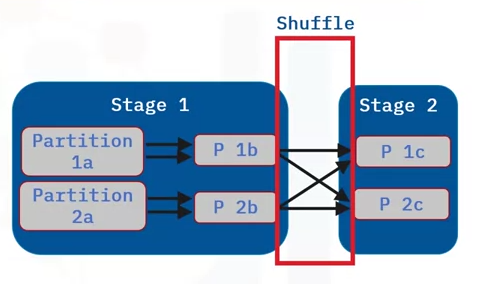 Shuffle
Stage 1
Stage 2
Partition
1a
P 1b
P 1c
Partition
2a
P 2b
P 2c